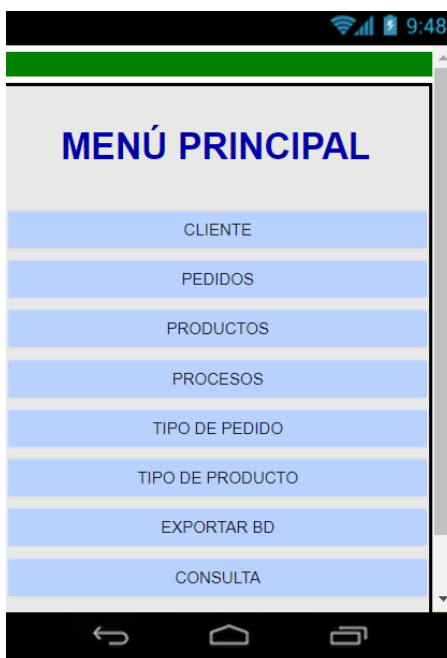 9:48
MENÚ PRINCIPAL
CLIENTE
PEDIDOS
PRODUCTOS
PROCESOS
TIPO DE PEDIDO
TIPO DE PRODUCTO
EXPORTAR BD
CONSULTA